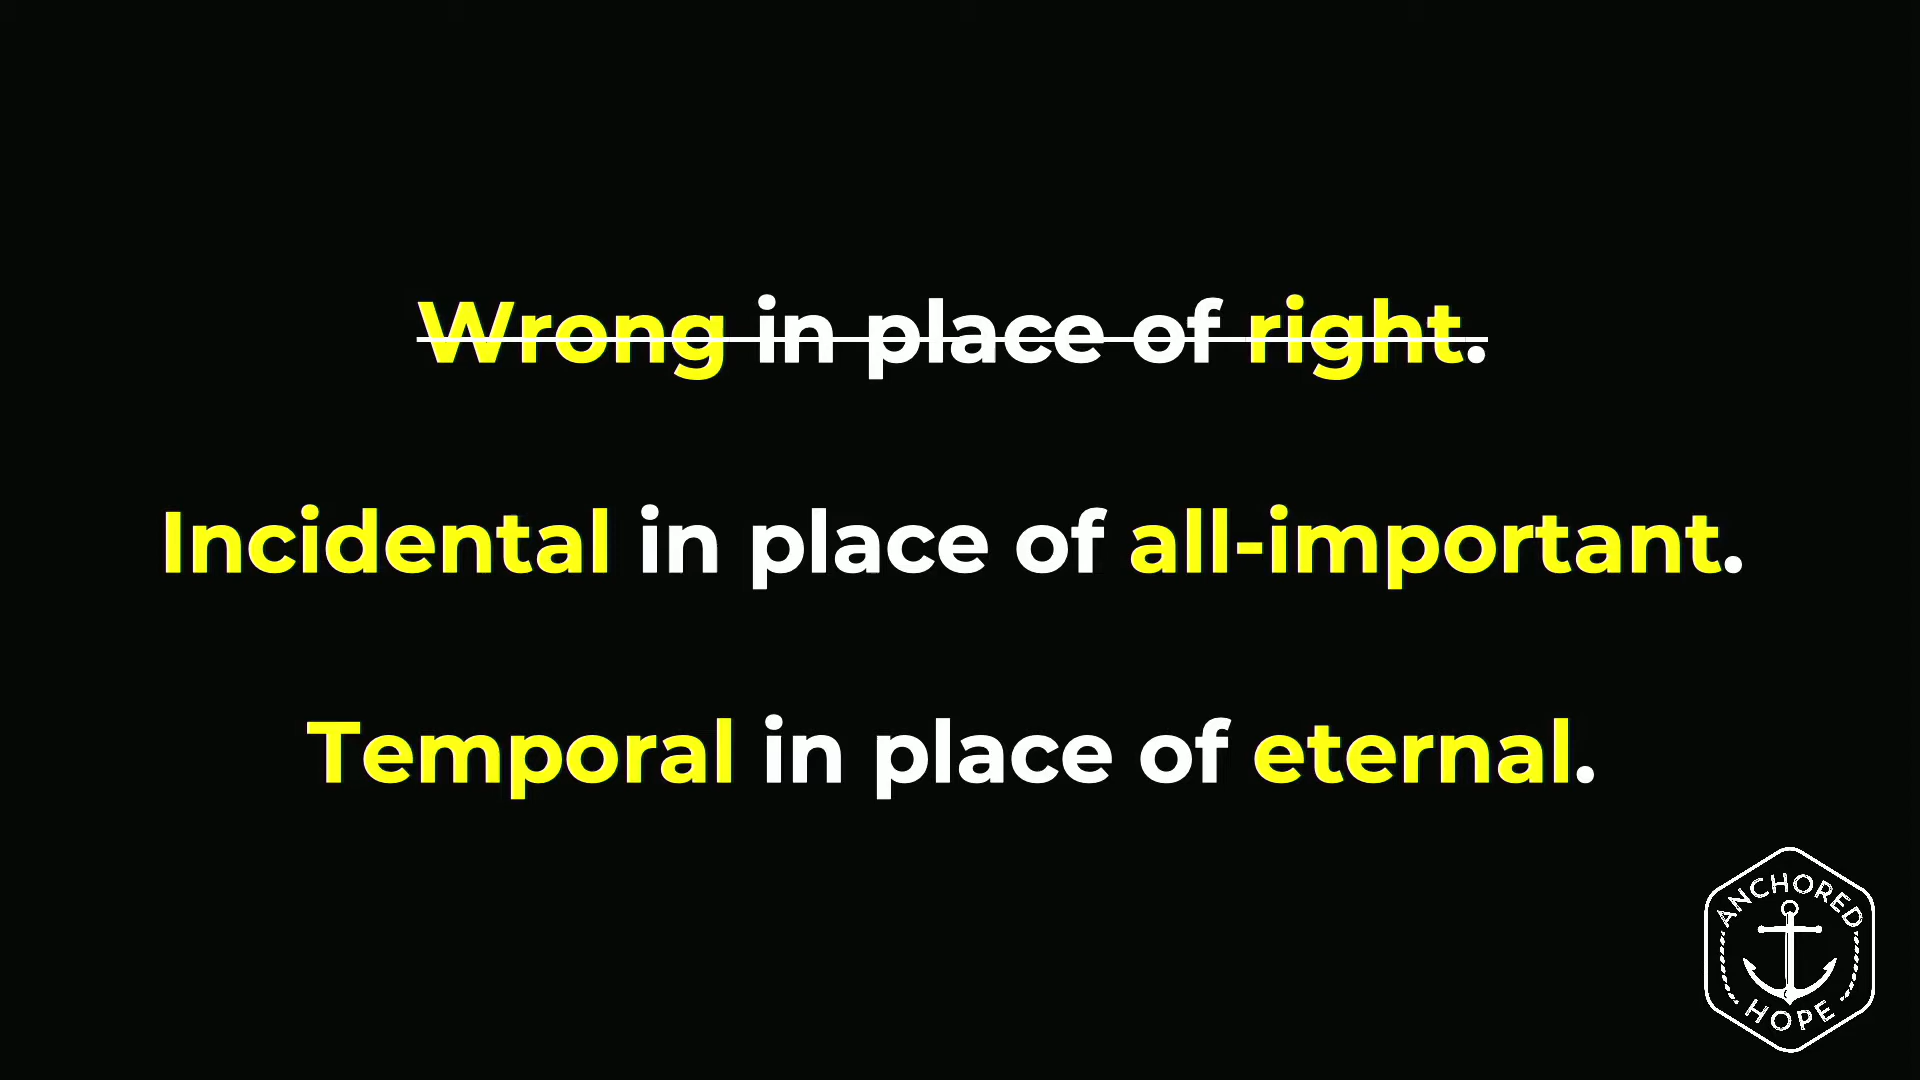 Wrong in place of right.
Incidental in place of all-important.
Temporal in place of eternal.
ANCHORED
HOPE